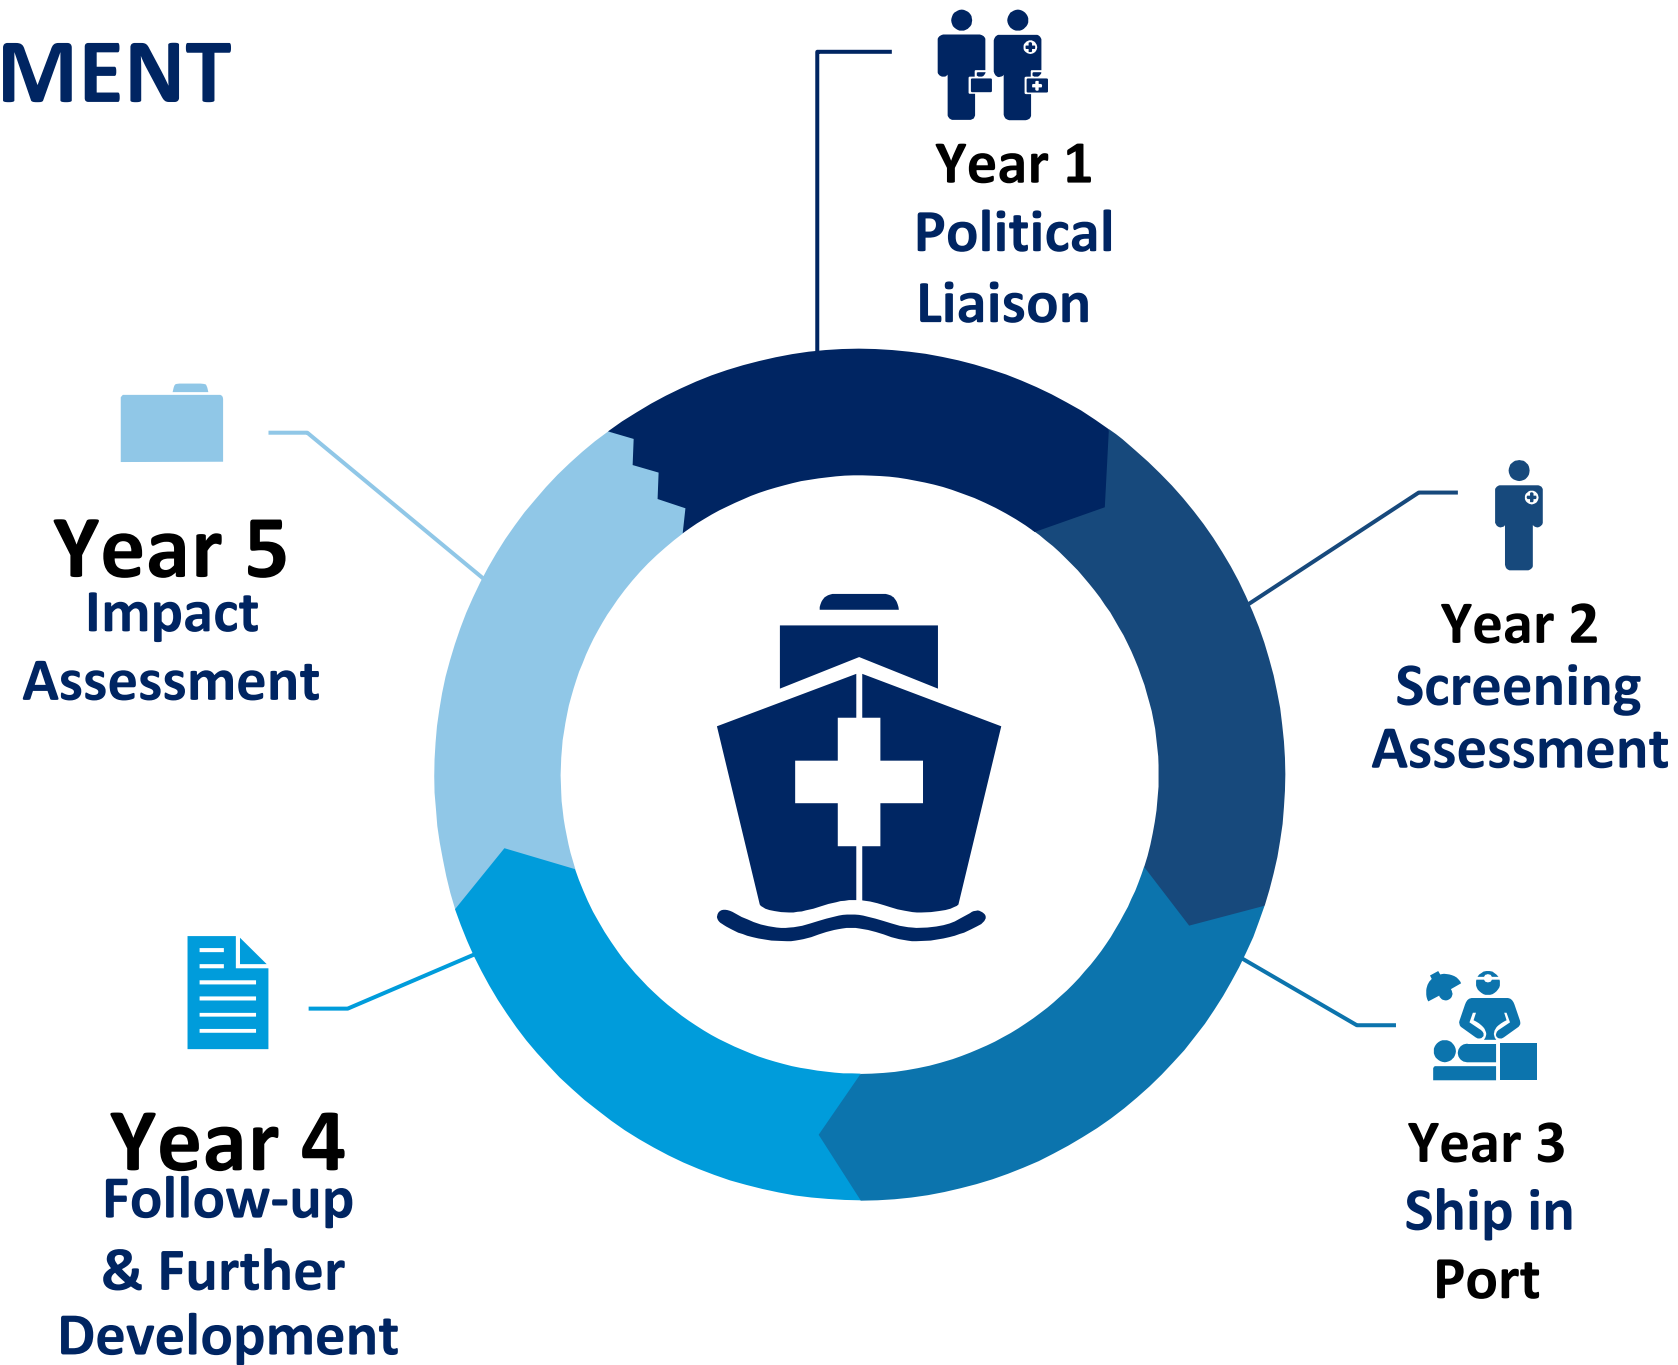 MENT
Year 1
Political
Liaison
Year 2
Screening
Assessment
Year 3
Ship in
Port
Year 4
Follow-up
& Further
Development
Year 5
Impact
Assessment